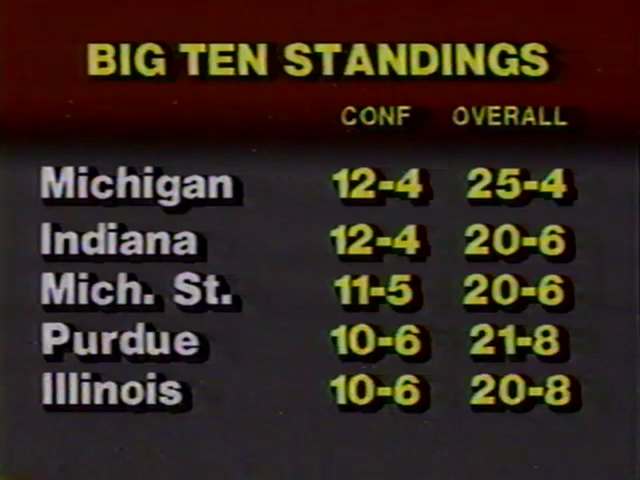 BIG TEN STANDINGS
CONF OVERALL
Michigan 12-4 25-4
Indiana 12-4 20-6
Mich. St. 11-5 20-6
Purdue 10-6 21-8
Illinois 10-6 20-8